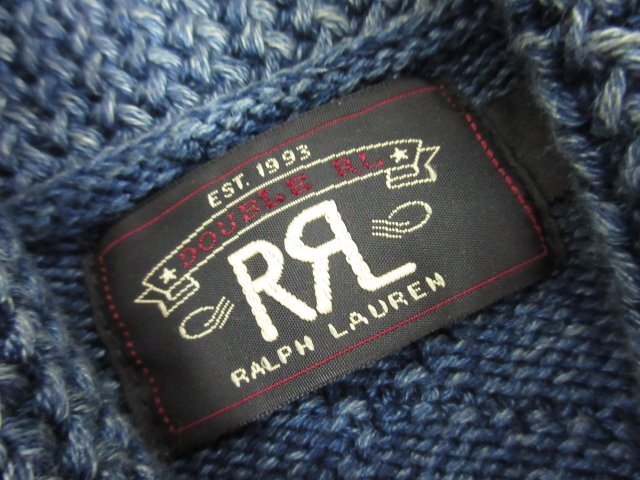 EST. 1993
DOUBLE RL
RRL
RALPH LAUREN